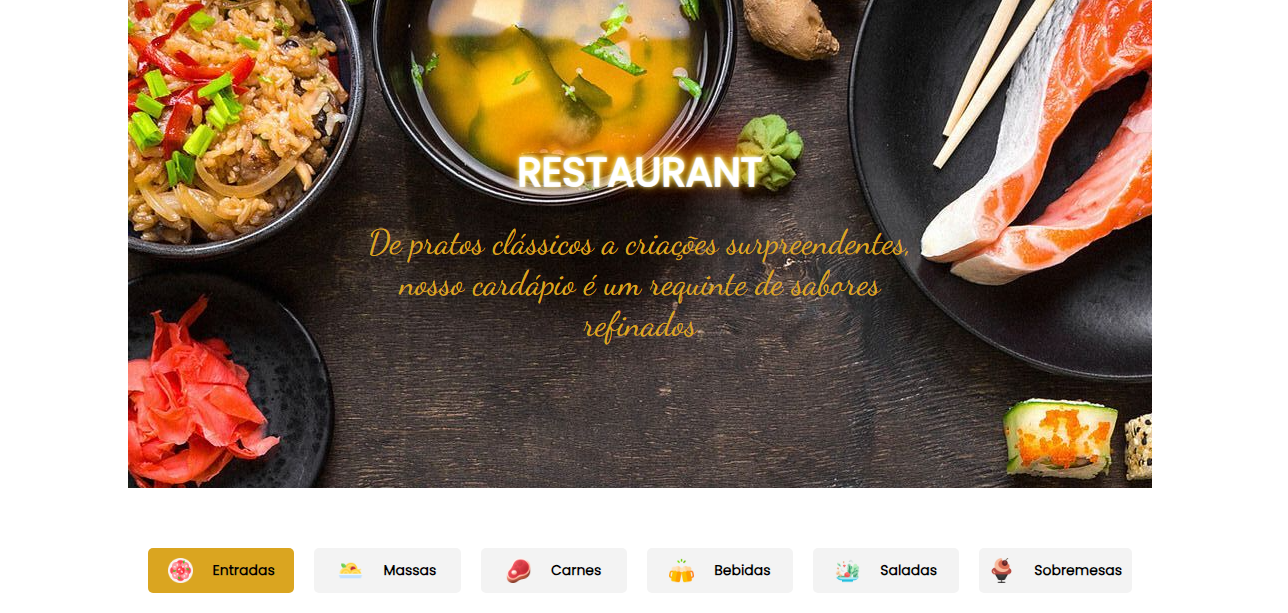 RESTAURANT
De pratos clássicos a criações surpreendentes,
nosso cardápio é um requinte de sabores
refinados.
Entradas Massas Carnes Bebidas Saladas Sobremesas